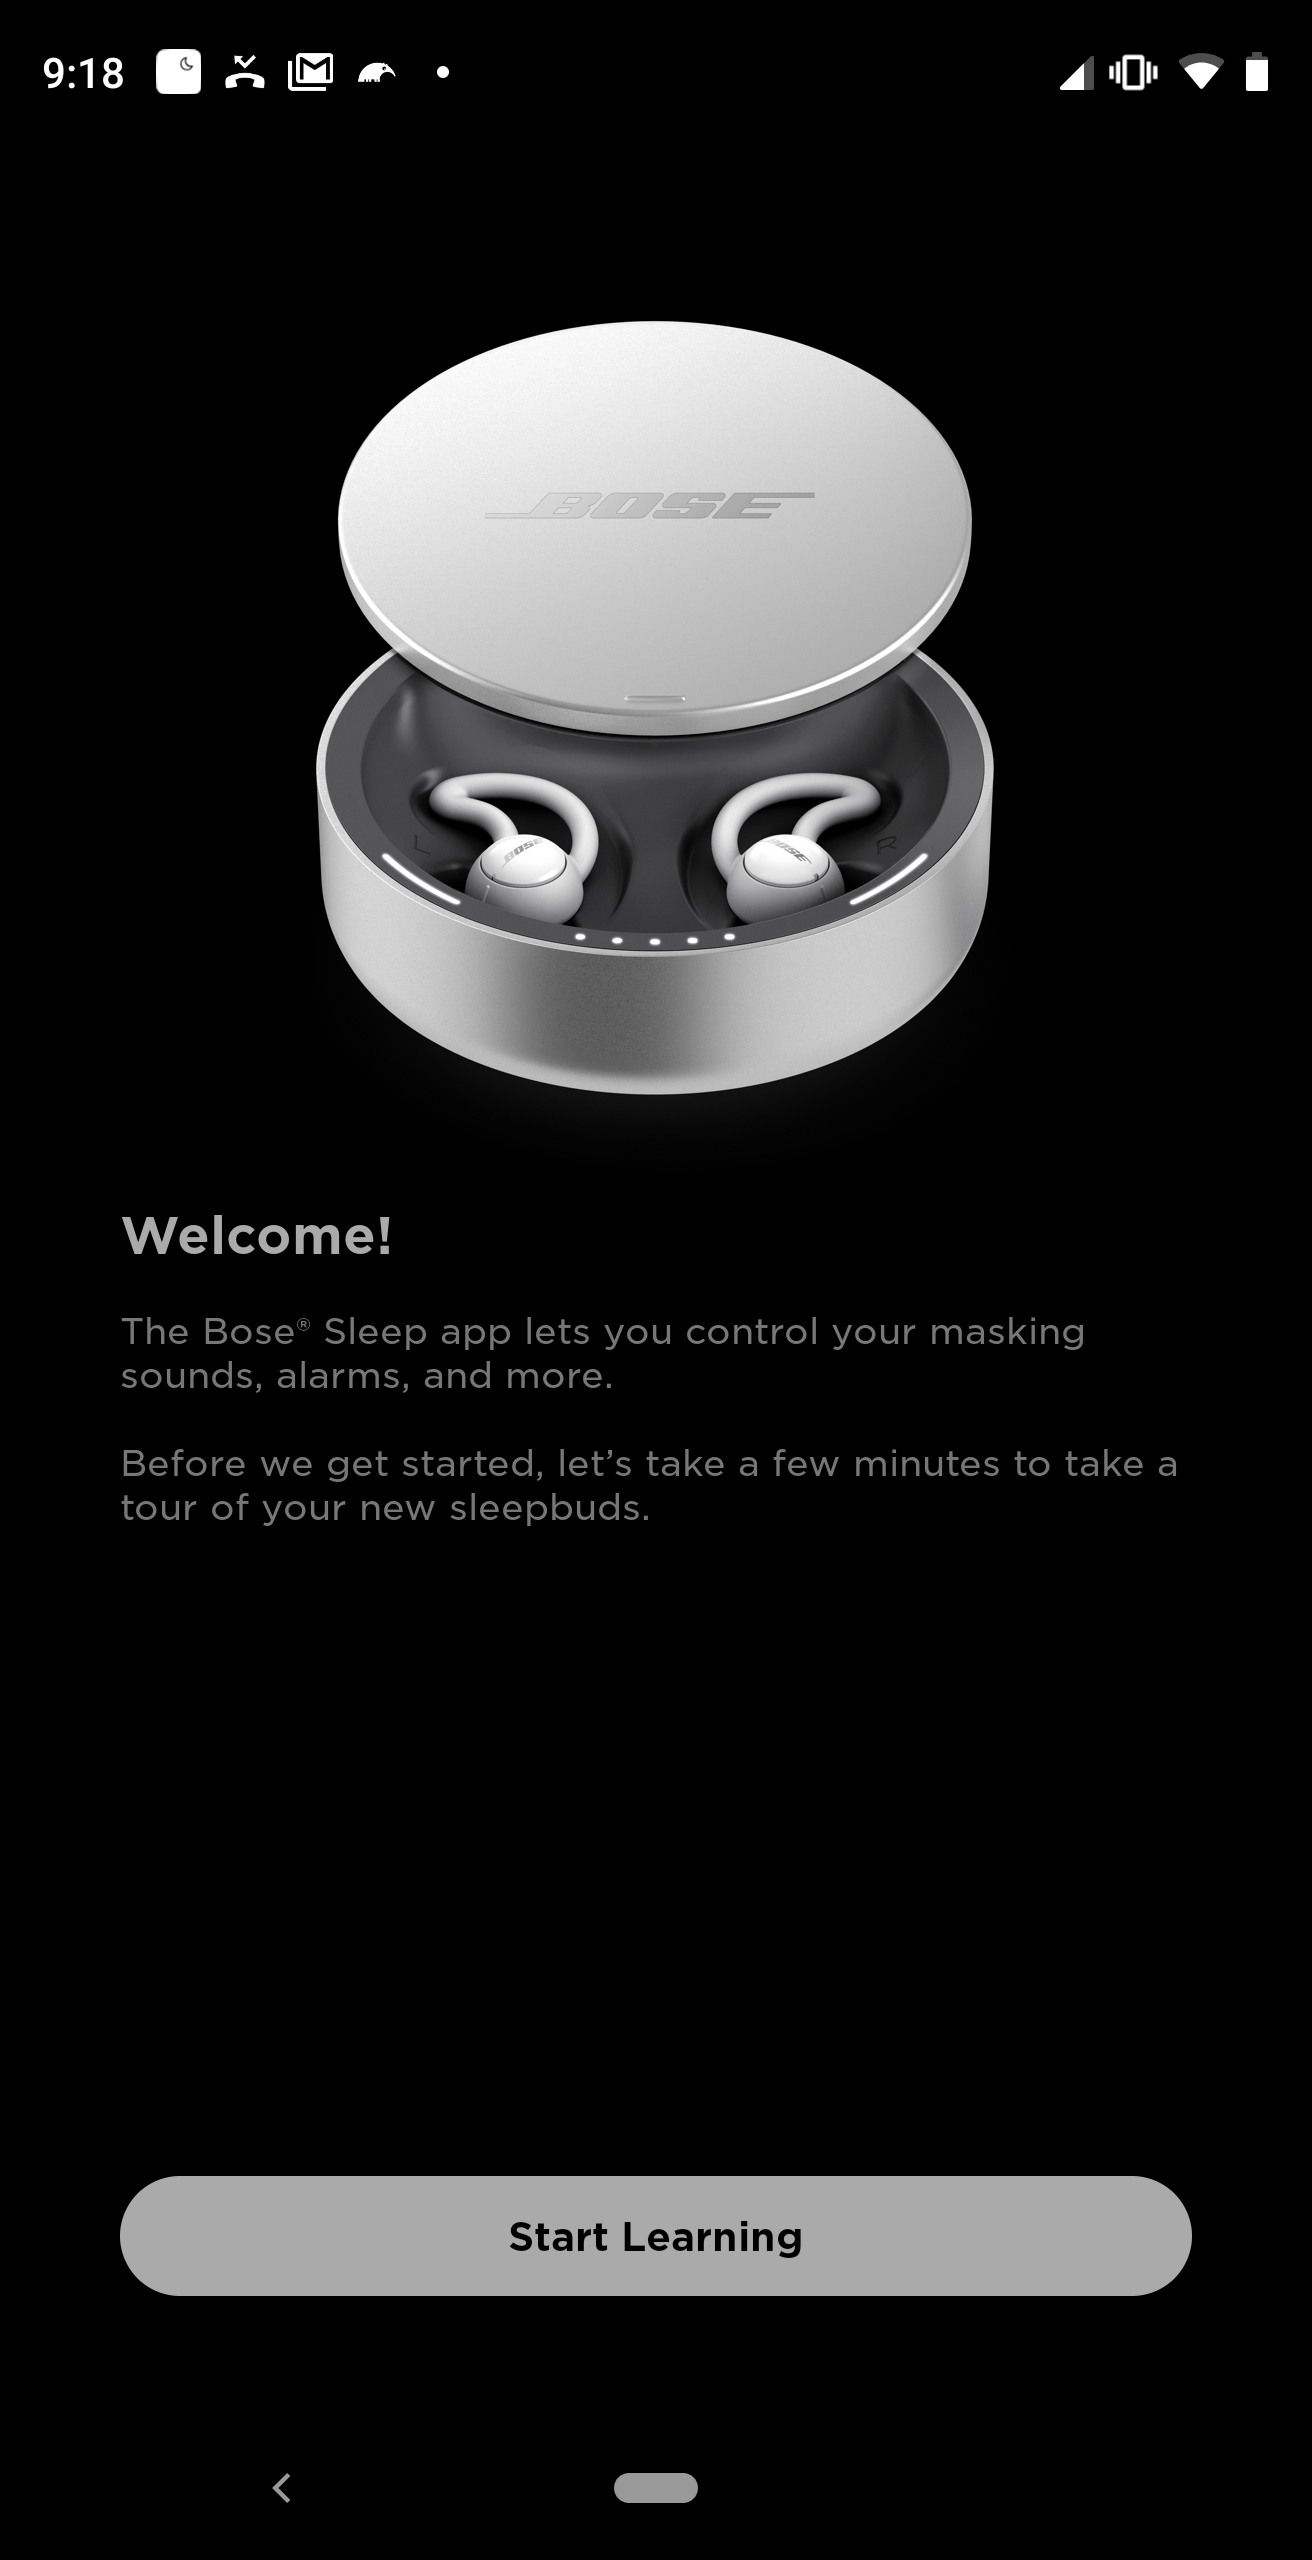 9:18
BOSE
L
R
BOSE
BOSE
Welcome!
The Bose® Sleep app lets you control your masking
sounds, alarms, and more.
Before we get started, let’s take a few minutes to take a
tour of your new sleepbuds.
Start Learning